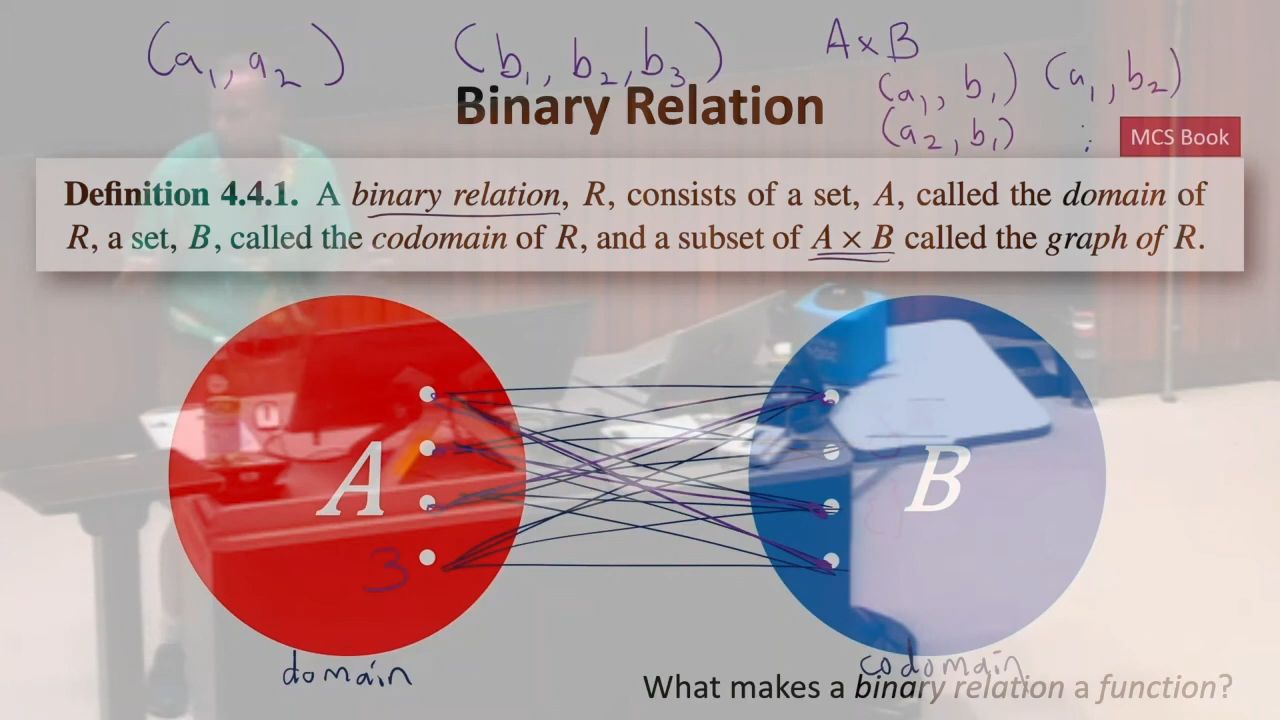 (a₁, a₂) (b₁, b₂, b₃) A×B
(a₁, b₁) (a₁, b₂)
Binary Relation
(a₂, b₁) ⋮
MCS Book
Definition 4.4.1. A binary relation, R, consists of a set, A, called the domain of
R, a set, B, called the codomain of R, and a subset of A × B called the graph of R.
A B
3
domain codomain
What makes a binary relation a function?